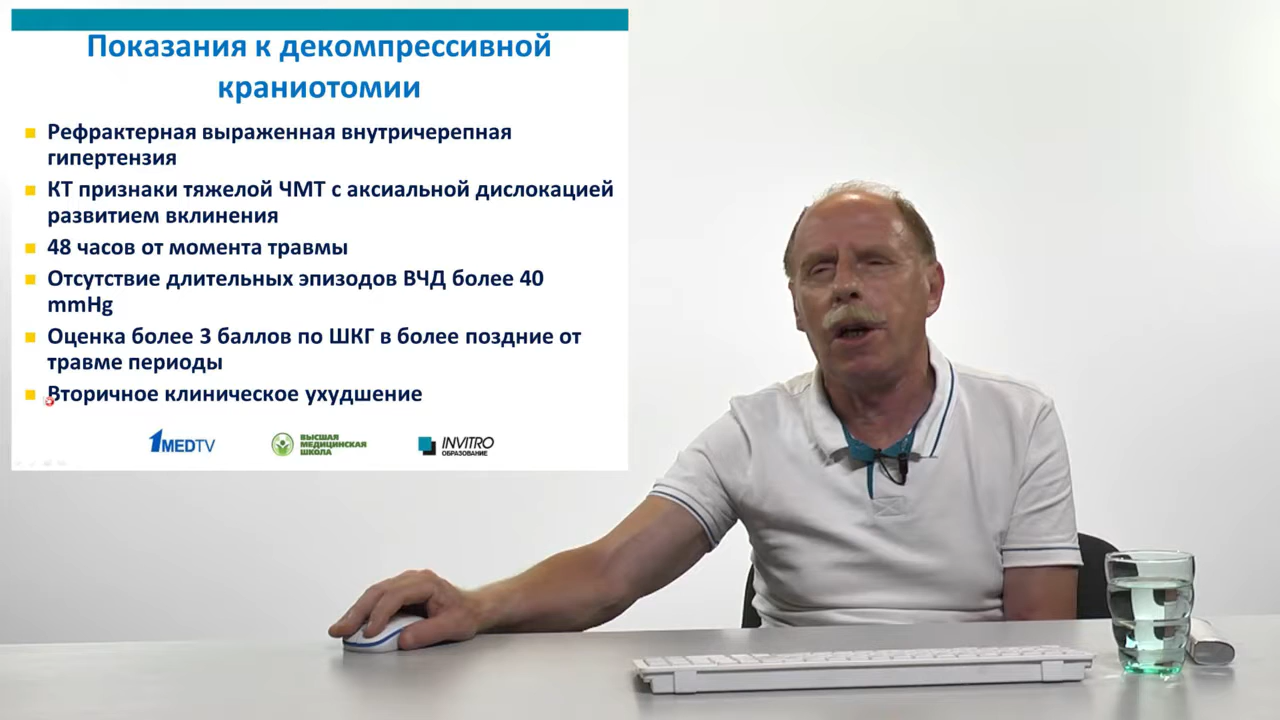 Показания к декомпрессивной
краниотомии
Рефрактерная выраженная внутричерепная
гипертензия
КТ признаки тяжелой ЧМТ с аксиальной дислокацией
развитием вклинения
48 часов от момента травмы
Отсутствие длительных эпизодов ВЧД более 40
mmHg
Оценка более 3 баллов по ШКГ в более поздние от
травме периоды
Вторичное клиническое ухудшение
1MEDTV
ВЫСШАЯ
МЕДИЦИНСКАЯ
ШКОЛА
INVITRO
ОБРАЗОВАНИЕ